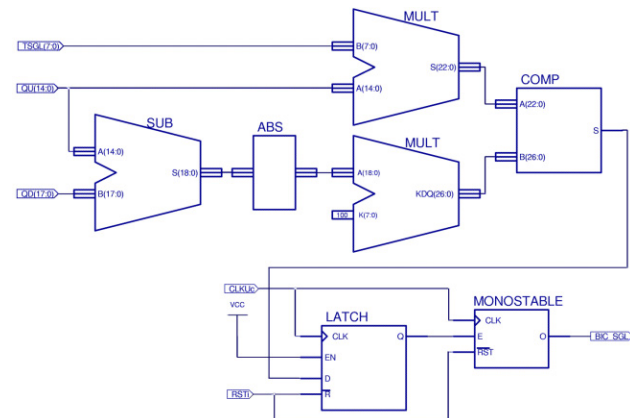 MULT
TSGL(7:0)
B(7:0)
S(22:0)
QU(14:0)
A(14:0)
COMP
A(22:0)
S
B(26:0)
SUB
A(14:0)
S(18:0)
QD(17:0)
B(17:0)
ABS
MULT
A(18:0)
KDQ(26:0)
100
K(7:0)
CLKUc
VCC
LATCH
CLK
Q
EN
D
R
RSTi
MONOSTABLE
CLK
E
O
RST
BIC_SGL